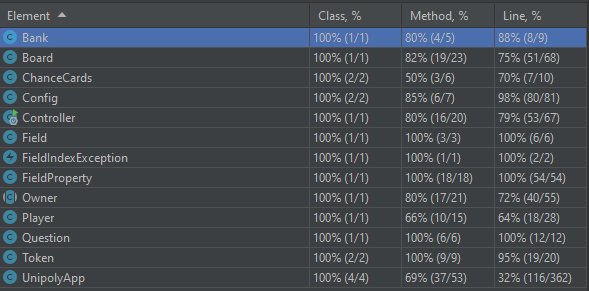 Element Class, % Method, % Line, %
Bank 100% (1/1) 80% (4/5) 88% (8/9)
Board 100% (1/1) 82% (19/23) 75% (51/68)
ChanceCards 100% (2/2) 50% (3/6) 70% (7/10)
Config 100% (2/2) 85% (6/7) 98% (80/81)
Controller 100% (1/1) 80% (16/20) 79% (53/67)
Field 100% (1/1) 100% (3/3) 100% (6/6)
FieldIndexException 100% (1/1) 100% (1/1) 100% (2/2)
FieldProperty 100% (1/1) 100% (18/18) 100% (54/54)
Owner 100% (1/1) 80% (17/21) 72% (40/55)
Player 100% (1/1) 66% (10/15) 64% (18/28)
Question 100% (1/1) 100% (6/6) 100% (12/12)
Token 100% (2/2) 100% (9/9) 95% (19/20)
UnipolyApp 100% (4/4) 69% (37/53) 32% (116/362)